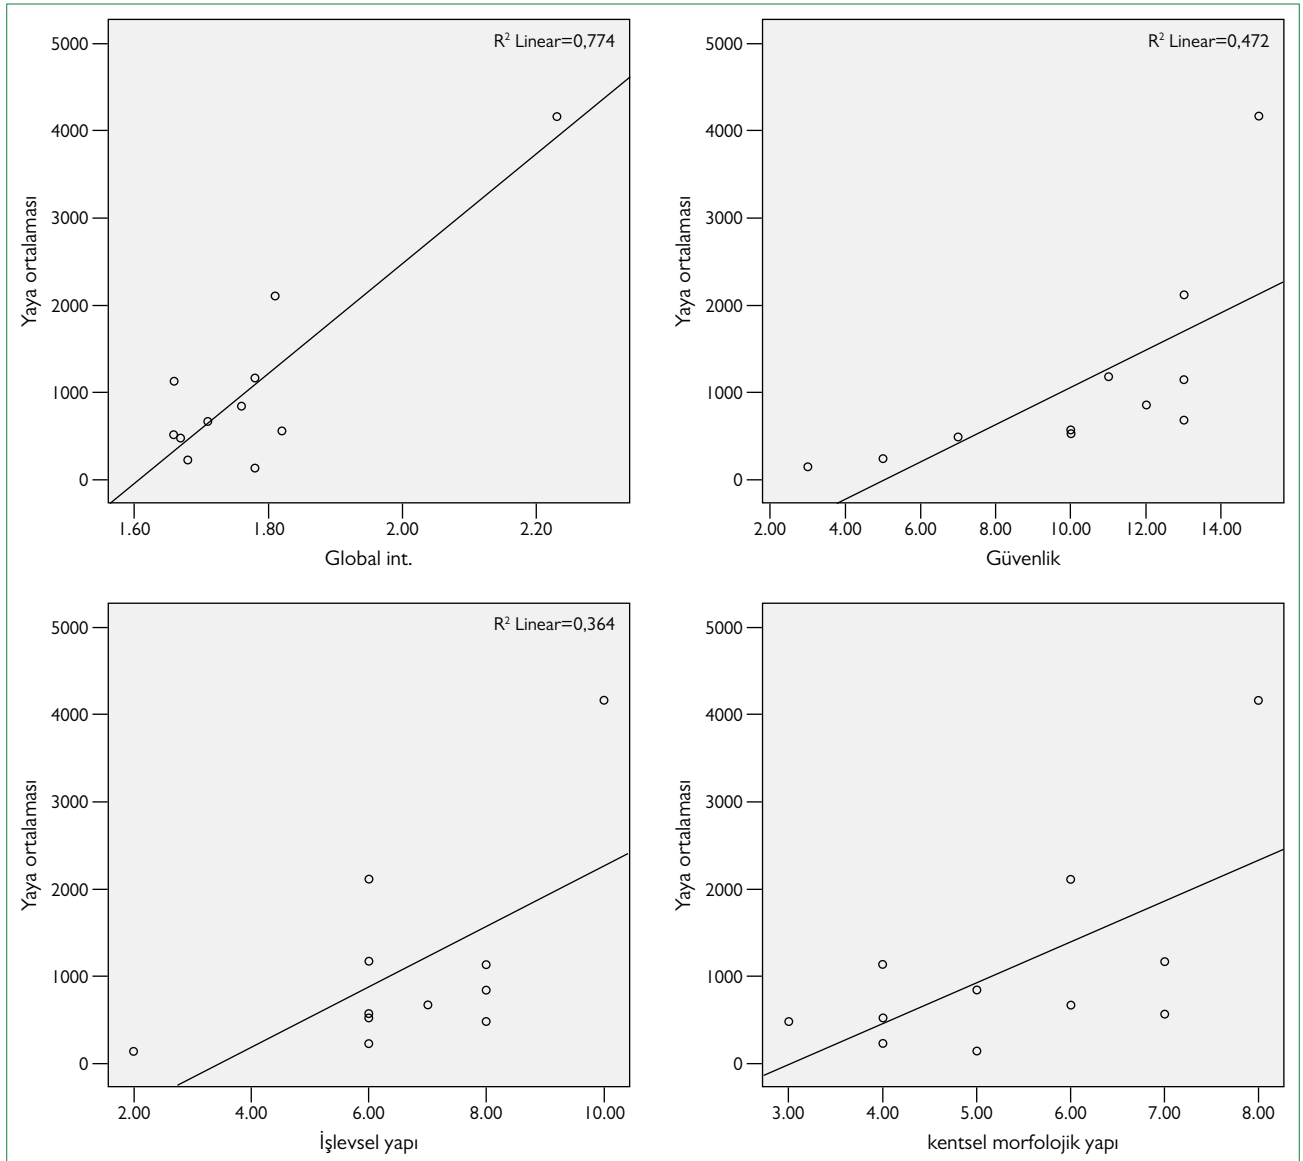 R² Linear=0,774
5000
4000
3000
2000
1000
0
Yaya ortalaması
1.60 1.80 2.00 2.20
Global int.
R² Linear=0,472
5000
4000
3000
2000
1000
0
Yaya ortalaması
2.00 4.00 6.00 8.00 10.00 12.00 14.00
Güvenlik
R² Linear=0,364
5000
4000
3000
2000
1000
0
Yaya ortalaması
2.00 4.00 6.00 8.00 10.00
İşlevsel yapı
5000
4000
3000
2000
1000
0
Yaya ortalaması
3.00 4.00 5.00 6.00 7.00 8.00
kentsel morfolojik yapı